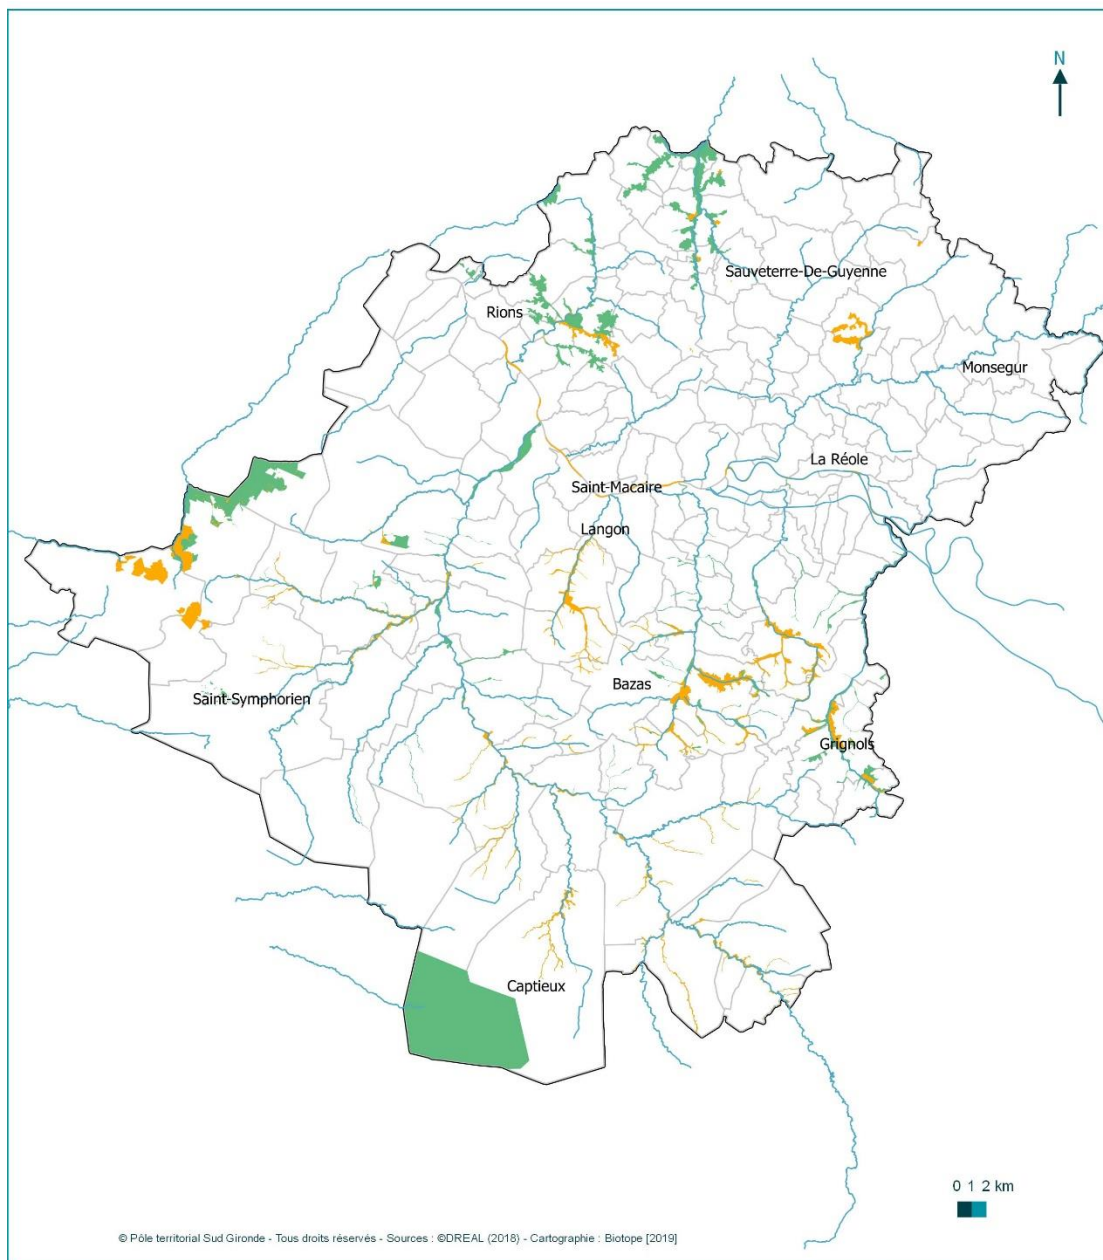 N
Sauveterre-De-Guyenne
Rions
Monsegur
La Réole
Saint-Macaire
Langon
Bazas
Saint-Symphorien
Grignols
Captieux
0 1 2 km
© Pôle territorial Sud Gironde - Tous droits réservés - Sources : ©DREAL (2018) - Cartographie : Biotope [2019]